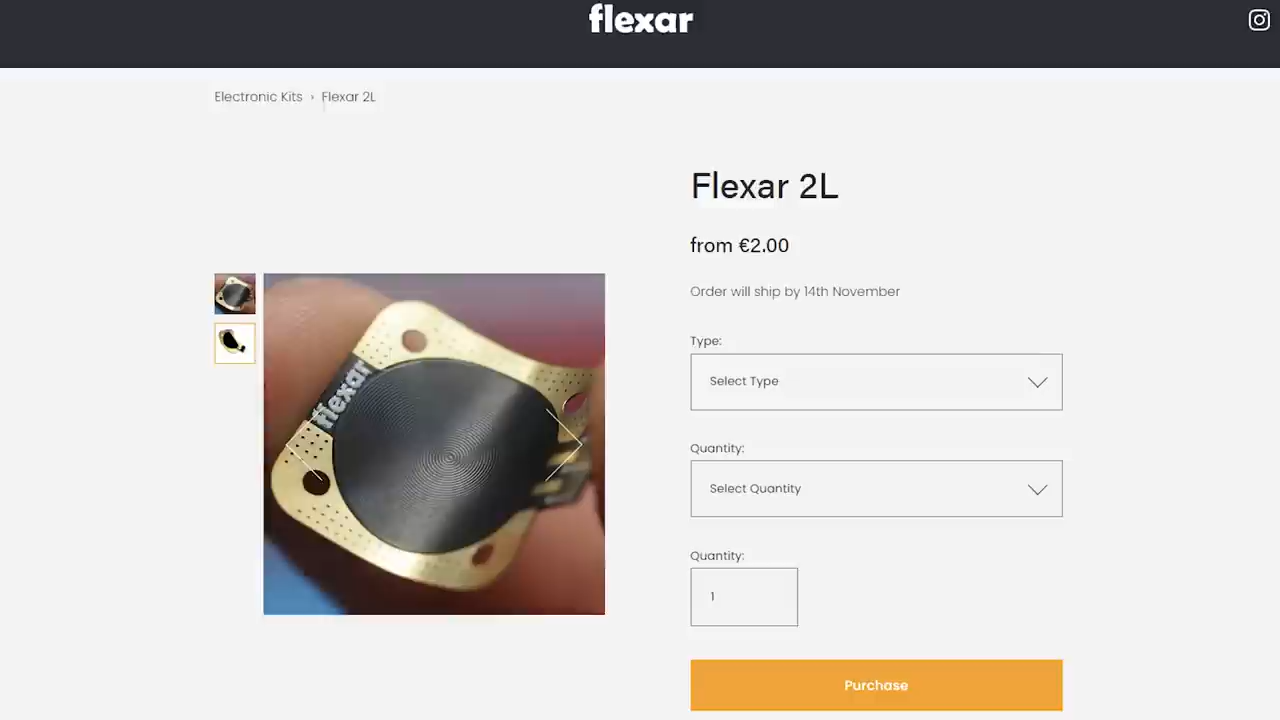 flexar
Electronic Kits › Flexar 2L
Flexar 2L
from €2.00
Order will ship by 14th November
Type:
Select Type
Quantity:
Select Quantity
Quantity:
1
Purchase
flexar